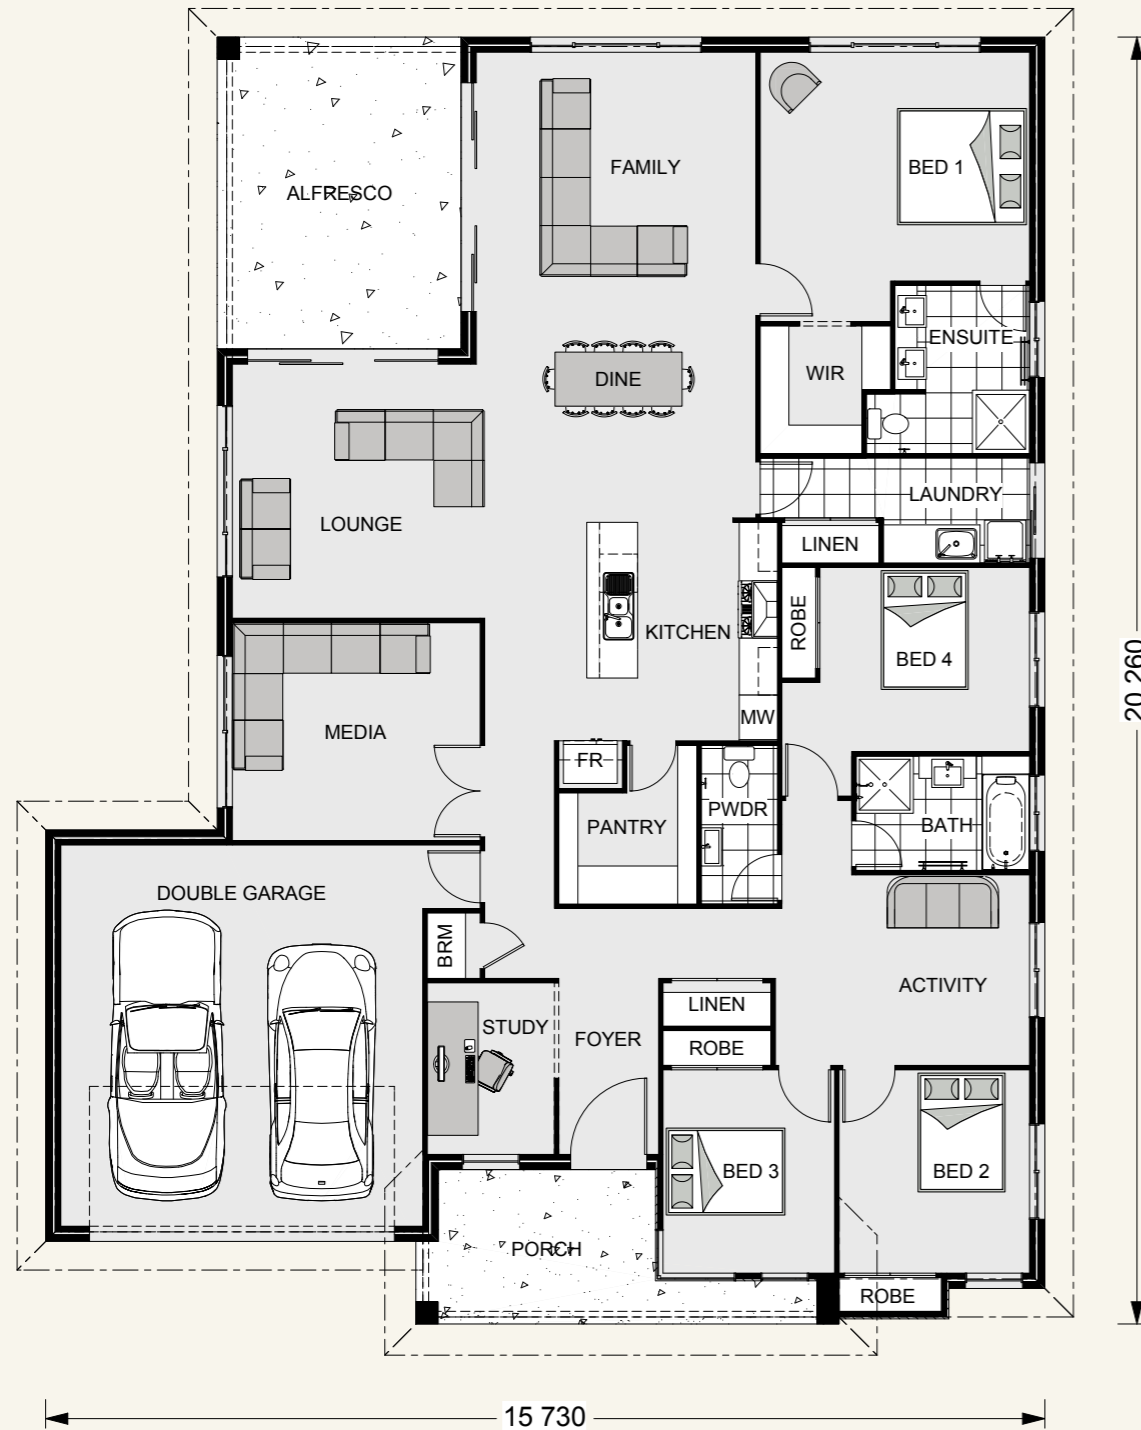 FAMILY
BED 1
ALFRESCO
ENSUITE
DINE
WIR
LAUNDRY
LOUNGE
LINEN
ROBE
KITCHEN
BED 4
20 260
MW
MEDIA
FR
PWDR
PANTRY
BATH
DOUBLE GARAGE
BRM
ACTIVITY
LINEN
STUDY
FOYER
ROBE
BED 3
BED 2
PORCH
ROBE
15 730